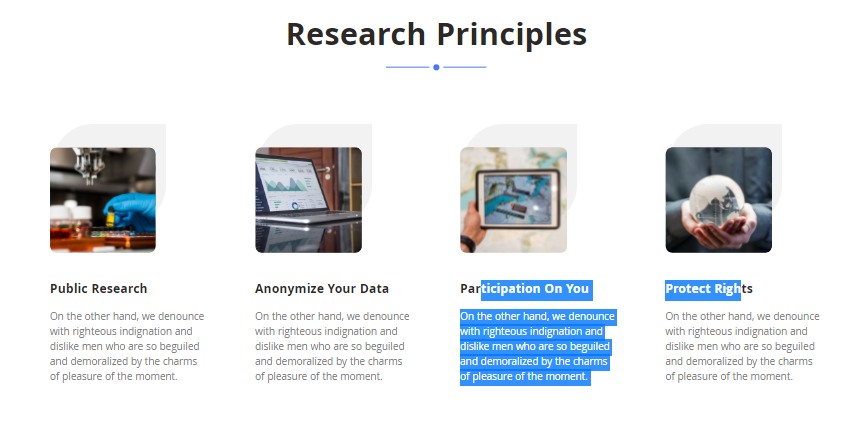 Research Principles
Public Research
On the other hand, we denounce
with righteous indignation and
dislike men who are so beguiled
and demoralized by the charms
of pleasure of the moment.
Anonymize Your Data
On the other hand, we denounce
with righteous indignation and
dislike men who are so beguiled
and demoralized by the charms
of pleasure of the moment.
Participation On You
On the other hand, we denounce
with righteous indignation and
dislike men who are so beguiled
and demoralized by the charms
of pleasure of the moment.
Protect Rights
On the other hand, we denounce
with righteous indignation and
dislike men who are so beguiled
and demoralized by the charms
of pleasure of the moment.